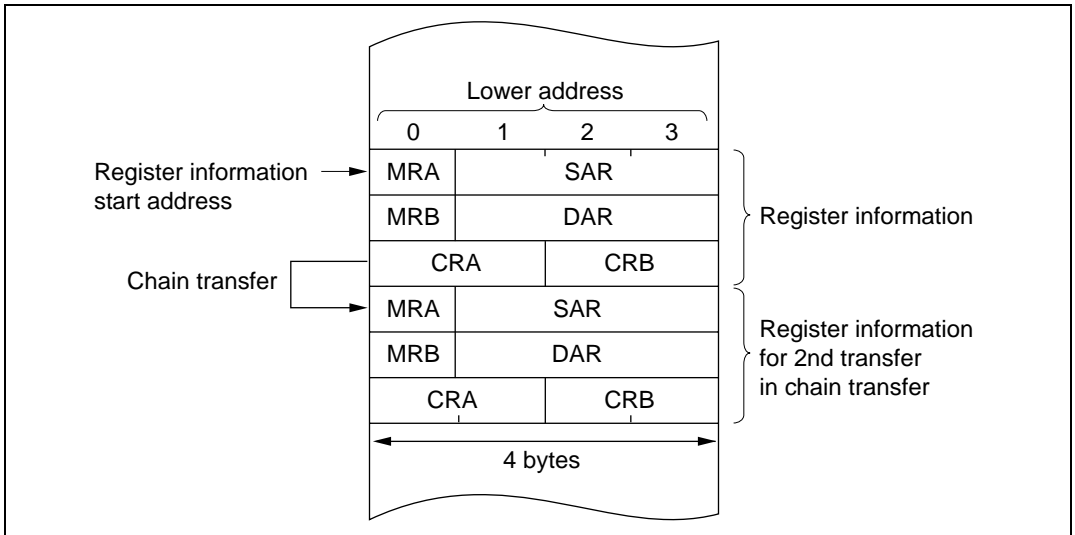 Lower address
0 1 2 3
Register information
start address
MRA SAR
MRB DAR
Register information
CRA CRB
Chain transfer
MRA SAR
MRB DAR
CRA CRB
Register information
for 2nd transfer
in chain transfer
4 bytes